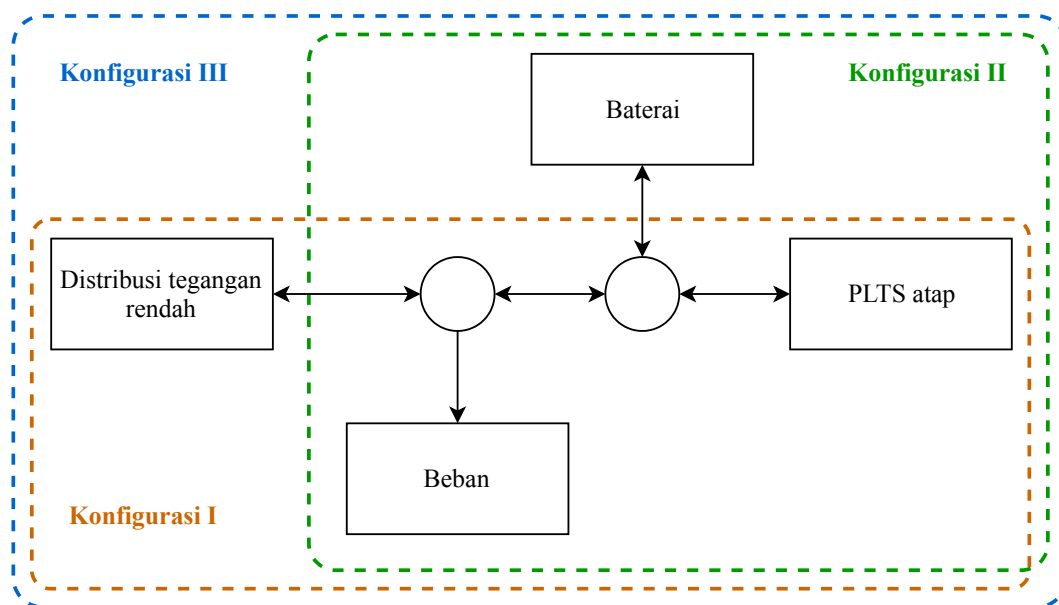 Konfigurasi III
Konfigurasi II
Baterai
Distribusi tegangan
rendah
PLTS atap
Beban
Konfigurasi I